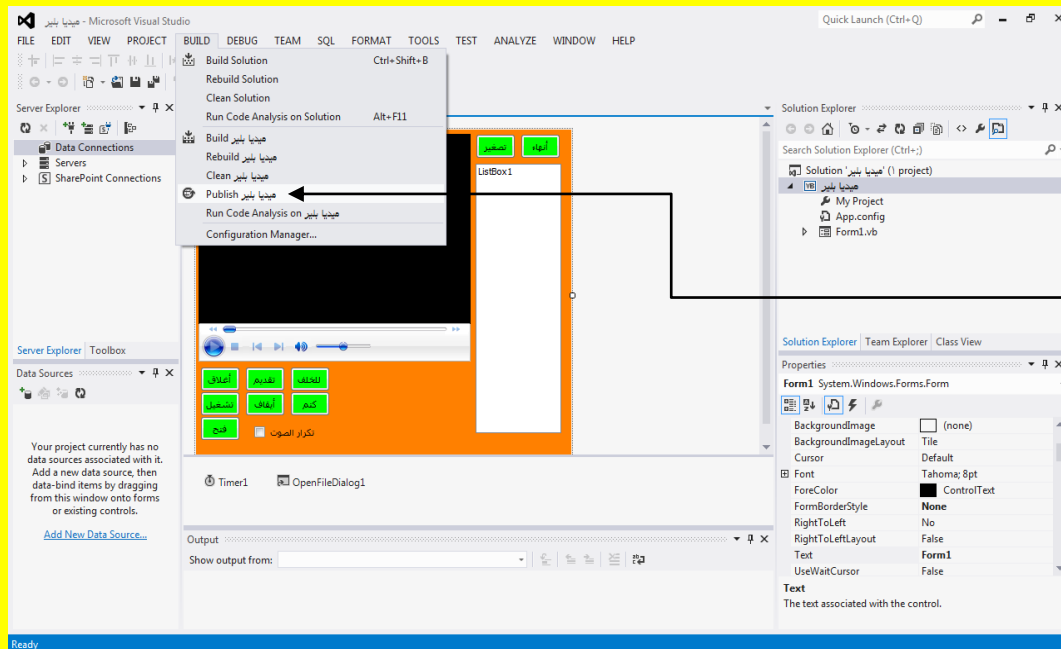 ميديا بلير - Microsoft Visual Studio
Quick Launch (Ctrl+Q)
FILE EDIT VIEW PROJECT BUILD DEBUG TEAM SQL FORMAT TOOLS TEST ANALYZE WINDOW HELP
Build Solution Ctrl+Shift+B
Rebuild Solution
Clean Solution
Run Code Analysis on Solution Alt+F11
Build ميديا بلير
Rebuild ميديا بلير
Clean ميديا بلير
Publish ميديا بلير
Run Code Analysis on ميديا بلير
Configuration Manager...
Server Explorer
Data Connections
Servers
SharePoint Connections
Server Explorer Toolbox
Data Sources
Your project currently has no
data sources associated with it.
Add a new data source, then
data-bind items by dragging
from this window onto forms
or existing controls.
Add New Data Source...
تصغير أنهاء
ListBox1
أغلاق تقديم للخلف
تشغيل أيقاف كتم
فتح تكرار الصوت
Timer1 OpenFileDialog1
Output
Show output from:
Solution Explorer
Search Solution Explorer (Ctrl+;)
Solution 'ميديا بلير' (١ project)
ميديا بلير
My Project
App.config
Form1.vb
Solution Explorer Team Explorer Class View
Properties
Form1 System.Windows.Forms.Form
BackgroundImage (none)
BackgroundImageLayout Tile
Cursor Default
Font Tahoma; 8pt
ForeColor ControlText
FormBorderStyle None
RightToLeft No
RightToLeftLayout False
Text Form1
UseWaitCursor False
Text
The text associated with the control.
Ready